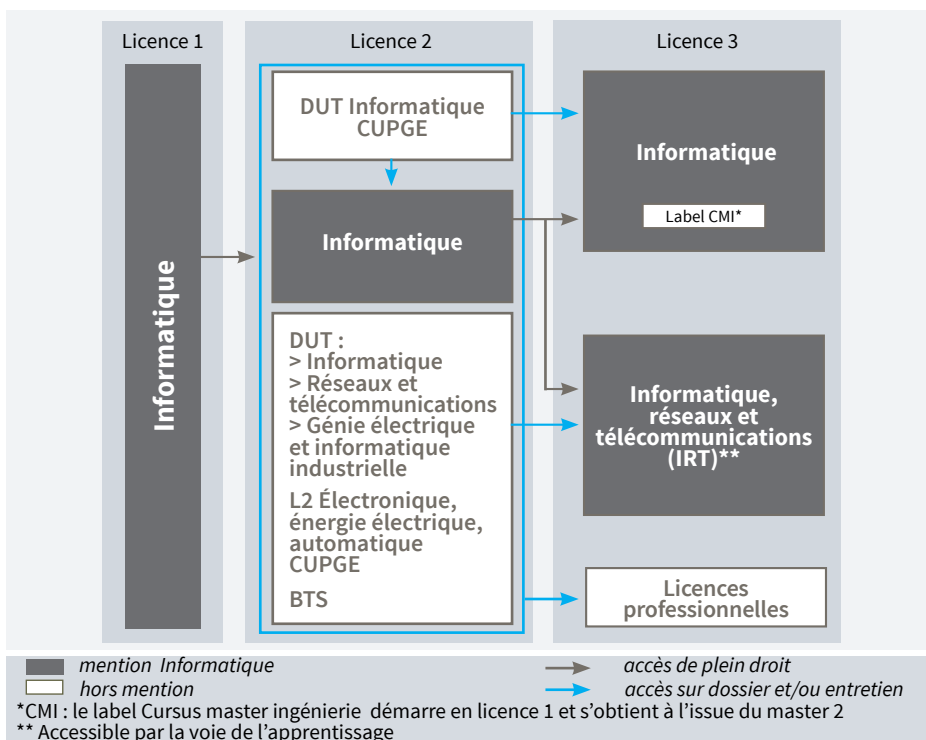 Licence 1
Licence 2
Licence 3
Informatique
DUT Informatique
CUPGE
Informatique
DUT :
> Informatique
> Réseaux et
télécommunications
> Génie électrique
et informatique
industrielle
L2 Électronique,
énergie électrique,
automatique
CUPGE
BTS
Informatique
Label CMI*
Informatique,
réseaux et
télécommunications
(IRT)**
Licences
professionnelles
mention Informatique
hors mention
accès de plein droit
accès sur dossier et/ou entretien
*CMI : le label Cursus master ingénierie démarre en licence 1 et s’obtient à l’issue du master 2
** Accessible par la voie de l’apprentissage